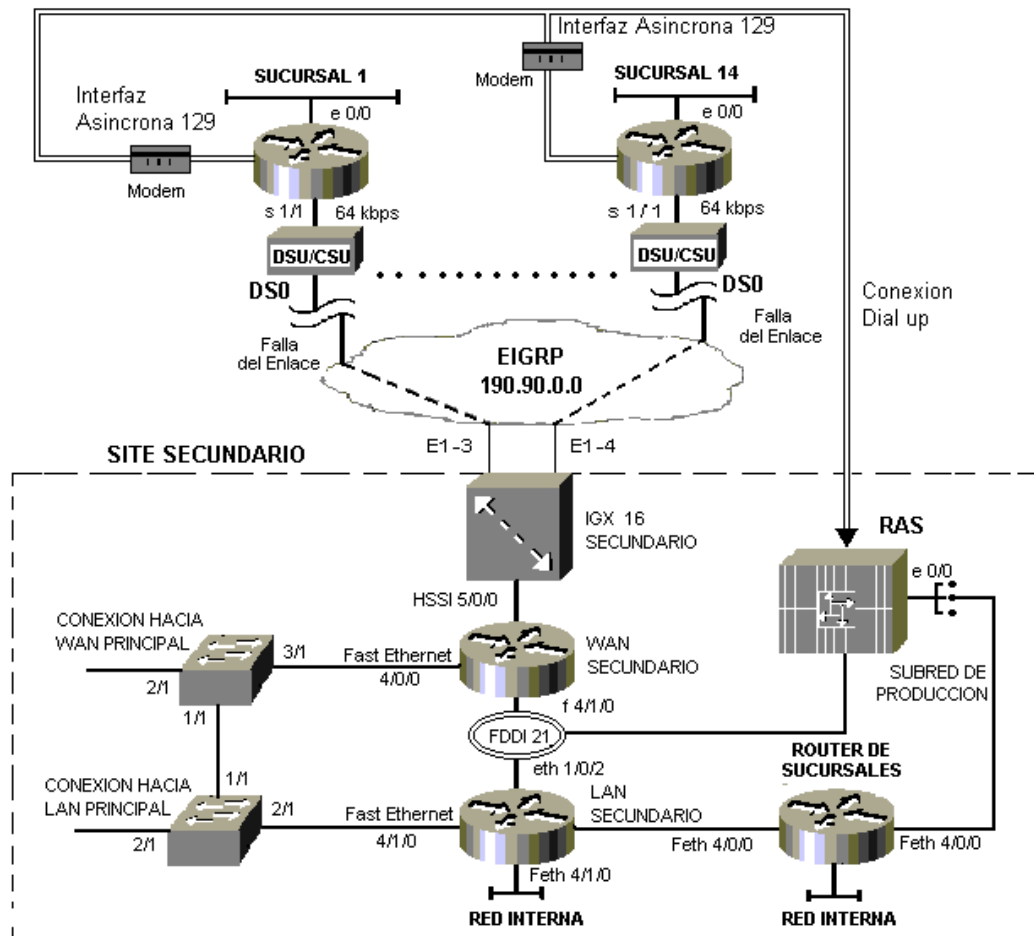 Interfaz Asincrona 129
Modem
SUCURSAL 1
SUCURSAL 14
e 0/0
e 0/0
Interfaz
Asincrona 129
Modem
s 1/1
64 kbps
s 1/1
64 kbps
DSU/CSU
DSU/CSU
DS0
DS0
Conexion
Dial up
Falla
del Enlace
Falla
del Enlace
EIGRP
190.90.0.0
E1-3
E1-4
SITE SECUNDARIO
IGX 16
SECUNDARIO
RAS
e 0/0
HSSI 5/0/0
CONEXION HACIA
WAN PRINCIPAL
3/1
2/1
1/1
Fast Ethernet
4/0/0
WAN
SECUNDARIO
f 4/1/0
SUBRED DE
PRODUCCION
FDDI 21
eth 1/0/2
ROUTER DE
SUCURSALES
CONEXION HACIA
LAN PRINCIPAL
1/1
2/1
2/1
Fast Ethernet
4/1/0
LAN
SECUNDARIO
Feth 4/0/0
Feth 4/0/0
Feth 4/1/0
RED INTERNA
RED INTERNA